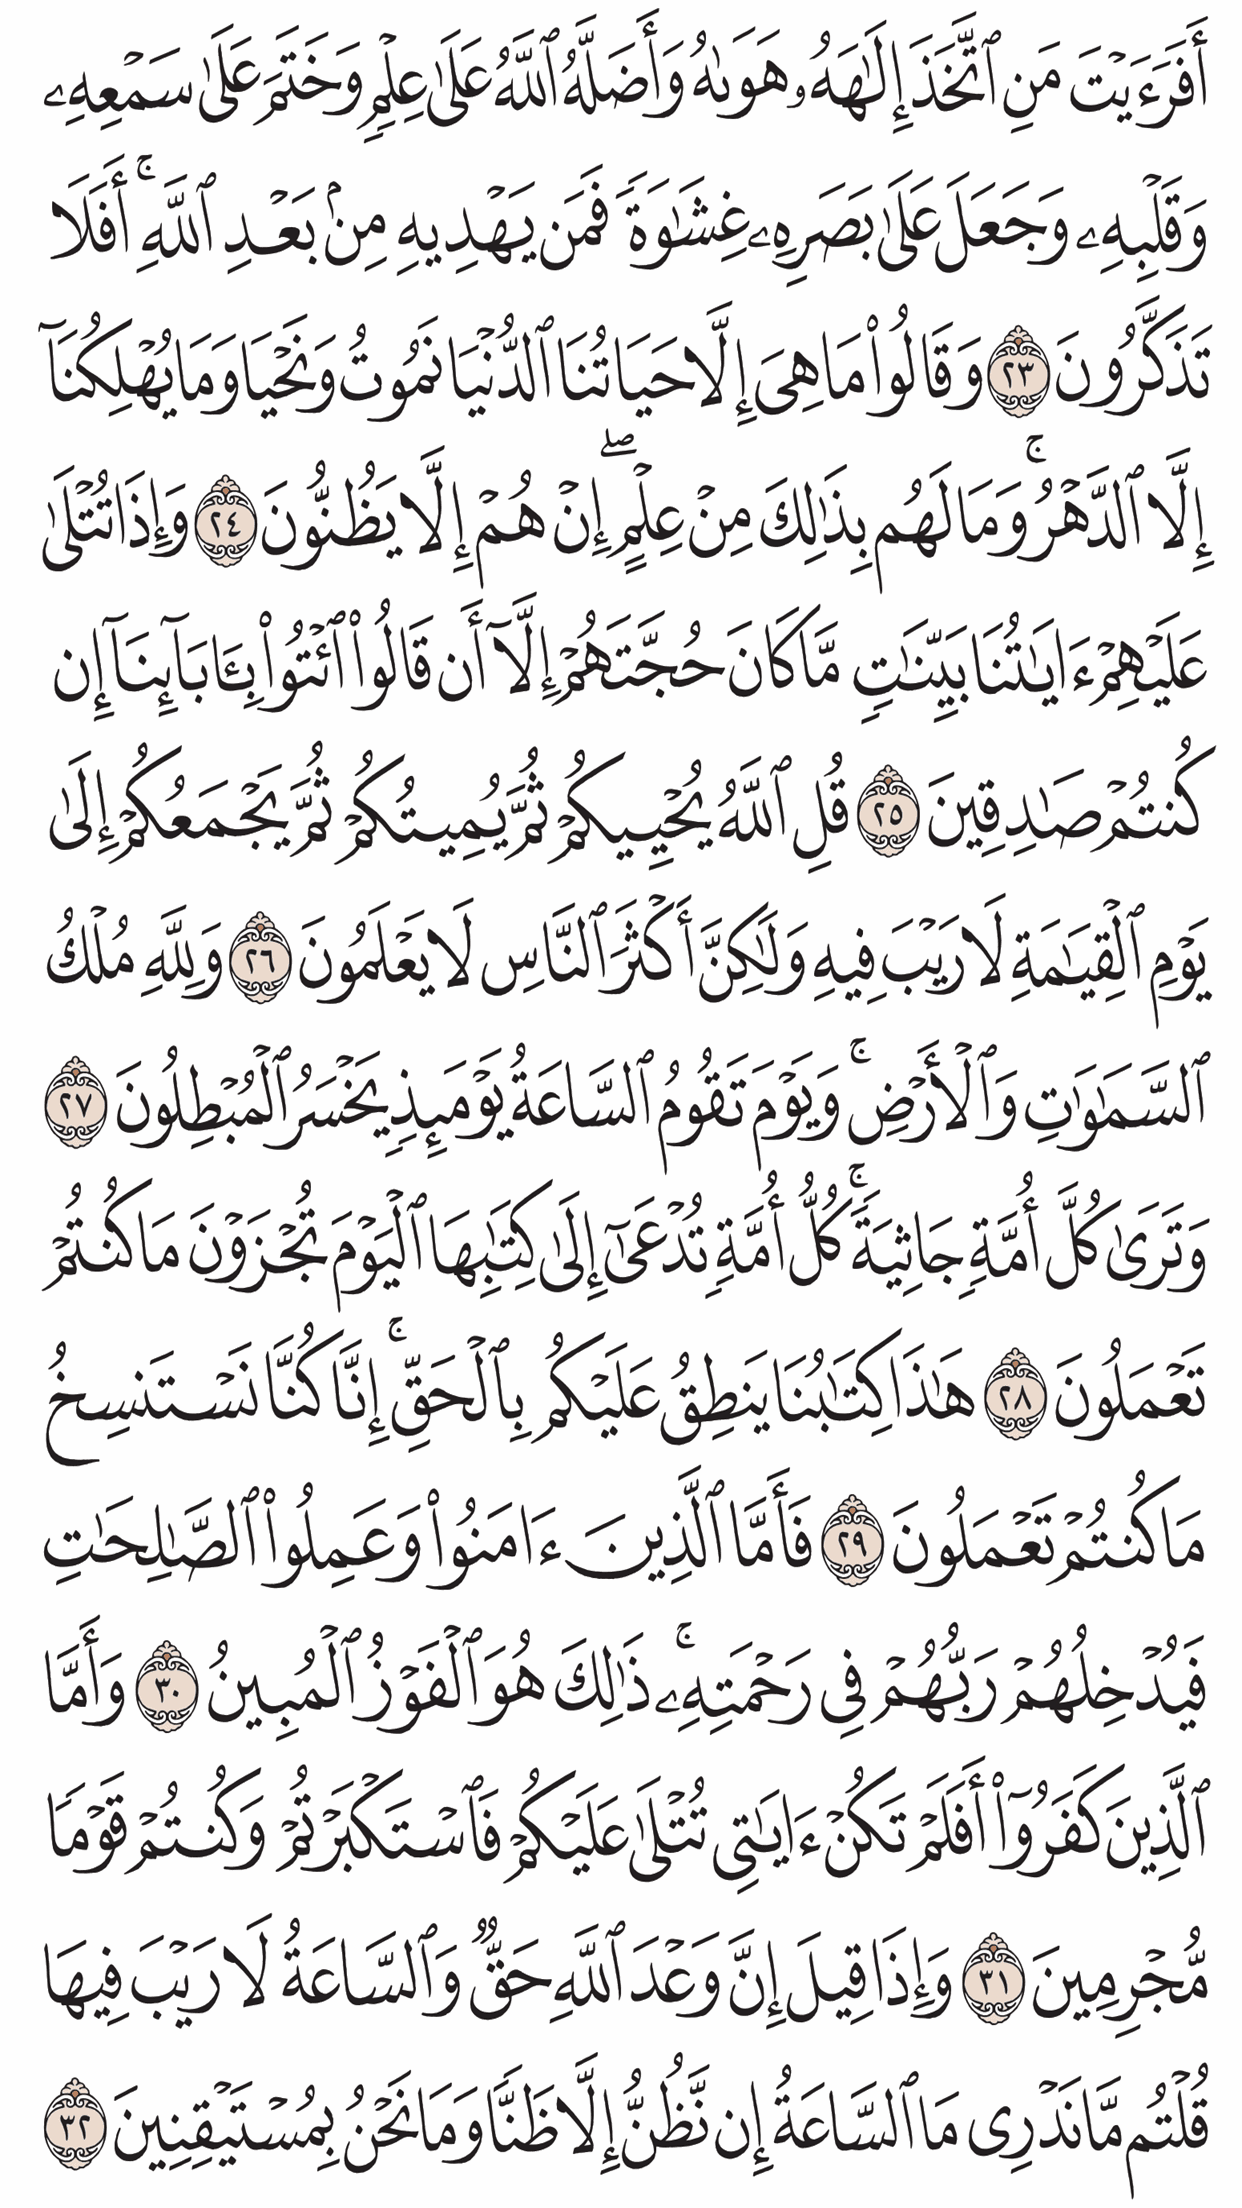 أَفَرَءَيْتَ مَنِ ٱتَّخَذَ إِلَٰهَهُۥ هَوَىٰهُ وَأَضَلَّهُ ٱللَّهُ عَلَىٰ عِلْمٍ وَخَتَمَ عَلَىٰ سَمْعِهِۦ
وَقَلْبِهِۦ وَجَعَلَ عَلَىٰ بَصَرِهِۦ غِشَٰوَةً فَمَن يَهْدِيهِ مِنۢ بَعْدِ ٱللَّهِ ۚ أَفَلَا
تَذَكَّرُونَ ٢٣ وَقَالُوا۟ مَا هِىَ إِلَّا حَيَاتُنَا ٱلدُّنْيَا نَمُوتُ وَنَحْيَا وَمَا يُهْلِكُنَآ
إِلَّا ٱلدَّهْرُ ۚ وَمَا لَهُم بِذَٰلِكَ مِنْ عِلْمٍ ۖ إِنْ هُمْ إِلَّا يَظُنُّونَ ٢٤ وَإِذَا تُتْلَىٰ
عَلَيْهِمْ ءَايَٰتُنَا بَيِّنَٰتٍ مَّا كَانَ حُجَّتَهُمْ إِلَّآ أَن قَالُوا۟ ٱئْتُوا۟ بِـَٔابَآئِنَآ إِن
كُنتُمْ صَٰدِقِينَ ٢٥ قُلِ ٱللَّهُ يُحْيِيكُمْ ثُمَّ يُمِيتُكُمْ ثُمَّ يَجْمَعُكُمْ إِلَىٰ
يَوْمِ ٱلْقِيَٰمَةِ لَا رَيْبَ فِيهِ وَلَٰكِنَّ أَكْثَرَ ٱلنَّاسِ لَا يَعْلَمُونَ ٢٦ وَلِلَّهِ مُلْكُ
ٱلسَّمَٰوَٰتِ وَٱلْأَرْضِ ۚ وَيَوْمَ تَقُومُ ٱلسَّاعَةُ يَوْمَئِذٍ يَخْسَرُ ٱلْمُبْطِلُونَ ٢٧
وَتَرَىٰ كُلَّ أُمَّةٍ جَاثِيَةً ۚ كُلُّ أُمَّةٍ تُدْعَىٰٓ إِلَىٰ كِتَٰبِهَا ٱلْيَوْمَ تُجْزَوْنَ مَا كُنتُمْ
تَعْمَلُونَ ٢٨ هَٰذَا كِتَٰبُنَا يَنطِقُ عَلَيْكُم بِٱلْحَقِّ ۚ إِنَّا كُنَّا نَسْتَنسِخُ
مَا كُنتُمْ تَعْمَلُونَ ٢٩ فَأَمَّا ٱلَّذِينَ ءَامَنُوا۟ وَعَمِلُوا۟ ٱلصَّٰلِحَٰتِ
فَيُدْخِلُهُمْ رَبُّهُمْ فِى رَحْمَتِهِۦ ۚ ذَٰلِكَ هُوَ ٱلْفَوْزُ ٱلْمُبِينُ ٣٠ وَأَمَّا
ٱلَّذِينَ كَفَرُوٓا۟ أَفَلَمْ تَكُنْ ءَايَٰتِى تُتْلَىٰ عَلَيْكُمْ فَٱسْتَكْبَرْتُمْ وَكُنتُمْ قَوْمًا
مُّجْرِمِينَ ٣١ وَإِذَا قِيلَ إِنَّ وَعْدَ ٱللَّهِ حَقٌّ وَٱلسَّاعَةُ لَا رَيْبَ فِيهَا
قُلْتُم مَّا نَدْرِى مَا ٱلسَّاعَةُ إِن نَّظُنُّ إِلَّا ظَنًّا وَمَا نَحْنُ بِمُسْتَيْقِنِينَ ٣٢